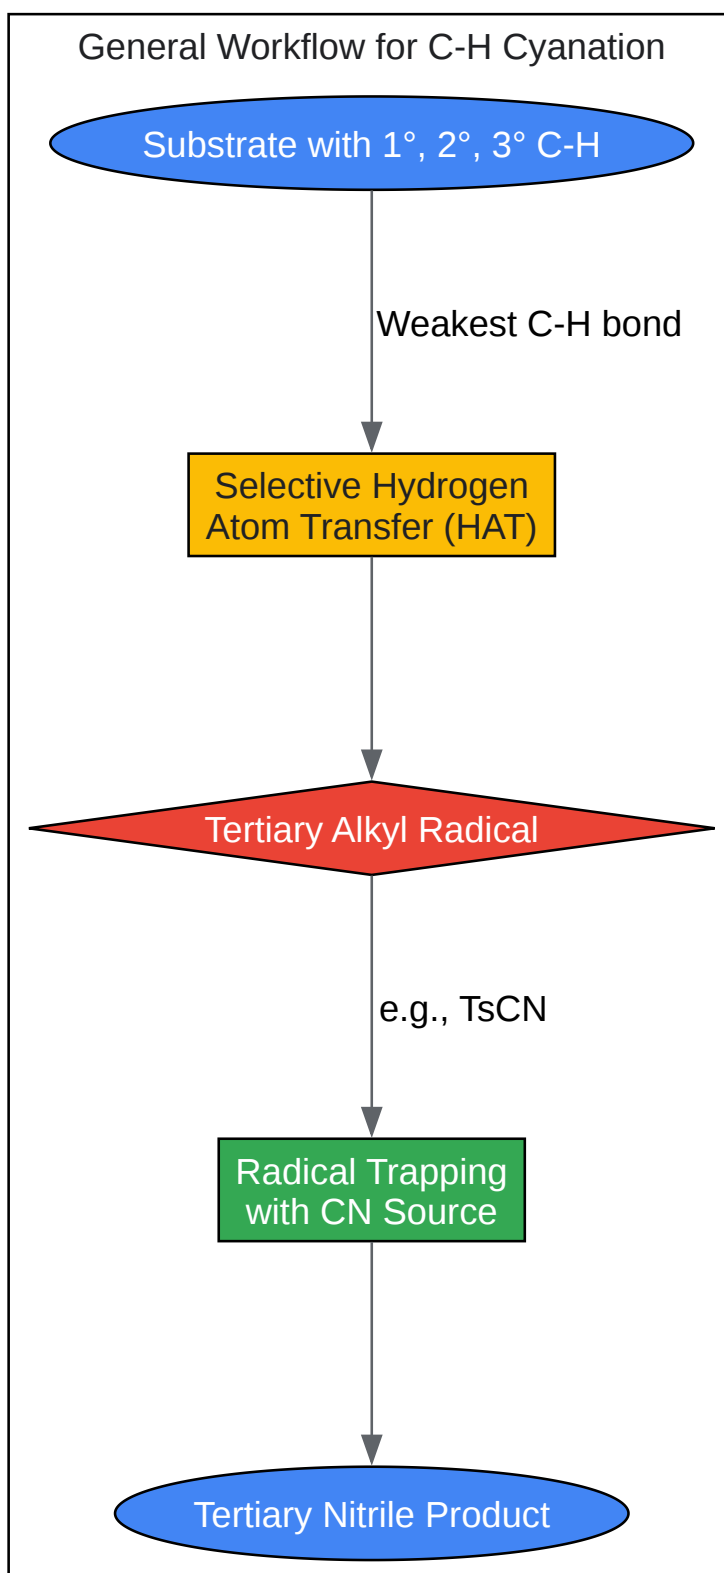 General Workflow for C-H Cyanation
Substrate with 1°, 2°, 3° C-H
Weakest C-H bond
Selective Hydrogen
Atom Transfer (HAT)
Tertiary Alkyl Radical
e.g., TsCN
Radical Trapping
with CN Source
Tertiary Nitrile Product